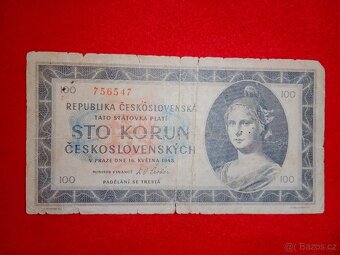 100
756547
REPUBLIKA ČESKOSLOVENSKÁ
TATO STÁTOVKA PLATÍ
STO KORUN
ČESKOSLOVENSKÝCH
V PRAZE DNE 16. KVĚTNA 1945
MINISTR FINANCÍ
PADĚLÁNÍ SE TRESTÁ
100
100
100
Bazoš.cz